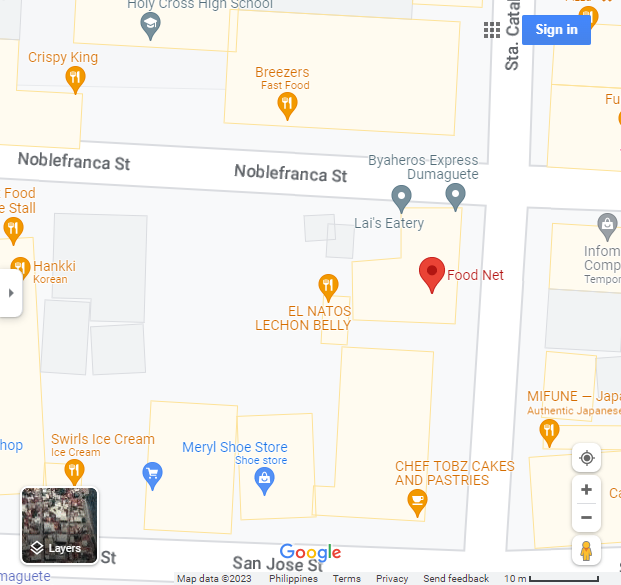 Holy Cross High School
Sign in
Sta. Catal
Crispy King
Breezers
Fast Food
Fu
Noblefranca St
Noblefranca St
Byaheros Express
Dumaguete
Food
e Stall
Lai's Eatery
Infom
Comp
Tempor
Hankki
Korean
Food Net
EL NATOS
LECHON BELLY
MIFUNE — Japa
Authentic Japanese
hop
Swirls Ice Cream
Ice Cream
Meryl Shoe Store
Shoe store
CHEF TOBZ CAKES
AND PASTRIES
Ca
Layers
St
Google
San Jose St
maguete
Map data ©2023 Philippines Terms Privacy Send feedback 10 m